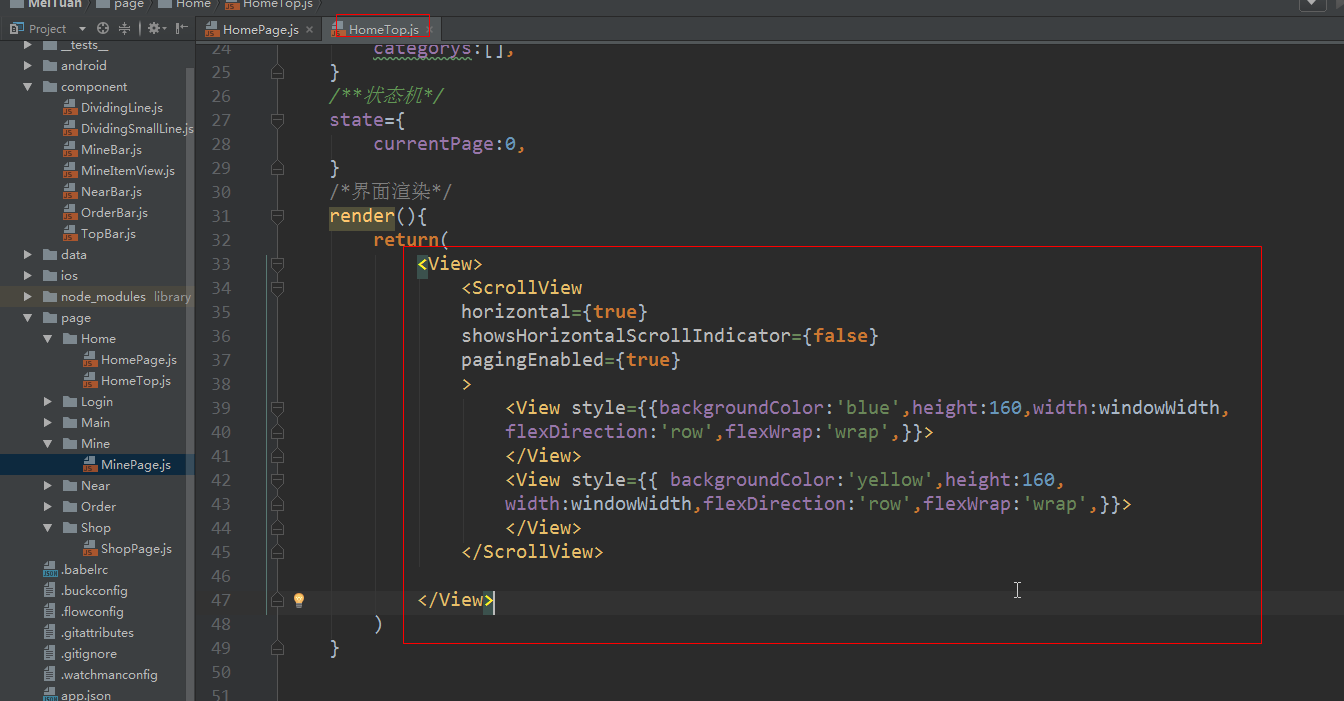 MeiTuan page Home HomeTop.js
Project
HomePage.js
HomeTop.js
__tests__
android
component
DividingLine.js
DividingSmallLine.js
MineBar.js
MineItemView.js
NearBar.js
OrderBar.js
TopBar.js
data
ios
node_modules library
page
Home
HomePage.js
HomeTop.js
Login
Main
Mine
MinePage.js
Near
Order
Shop
ShopPage.js
.babelrc
.buckconfig
.flowconfig
.gitattributes
.gitignore
.watchmanconfig
app.json
24 categorys:[],
25 }
26 /**状态机*/
27 state={
28 currentPage:0,
29 }
30 /*界面渲染*/
31 render(){
32 return(
33 <View>
34 <ScrollView
35 horizontal={true}
36 showsHorizontalScrollIndicator={false}
37 pagingEnabled={true}
38 >
39 <View style={{backgroundColor:'blue',height:160,width:windowWidth,
40 flexDirection:'row',flexWrap:'wrap',}}>
41 </View>
42 <View style={{ backgroundColor:'yellow',height:160,
43 width:windowWidth,flexDirection:'row',flexWrap:'wrap',}}>
44 </View>
45 </ScrollView>
46
47 </View>
48 )
49 }
50
51